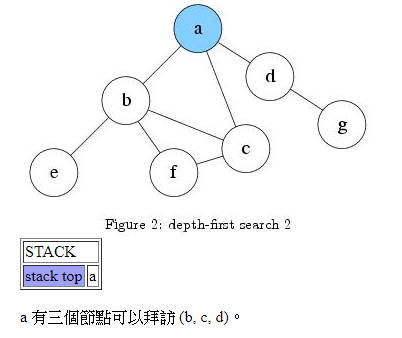 a
d
b
g
c
e
f
Figure 2: depth-first search 2
STACK
stack top a
a 有三個節點可以拜訪 (b, c, d)。